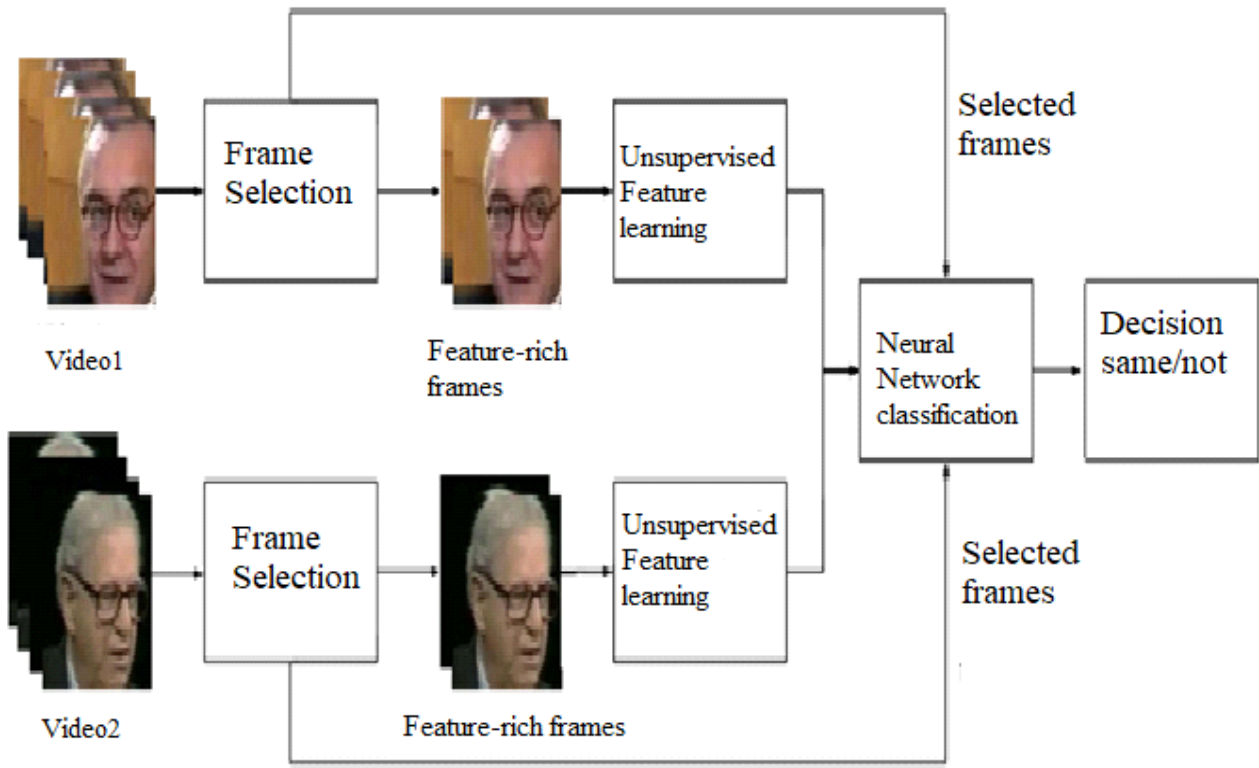 Selected
frames
Frame
Selection
Unsupervised
Feature
learning
Video1
Feature-rich
frames
Neural
Network
classification
Decision
same/not
Frame
Selection
Unsupervised
Feature
learning
Selected
frames
Video2
Feature-rich frames